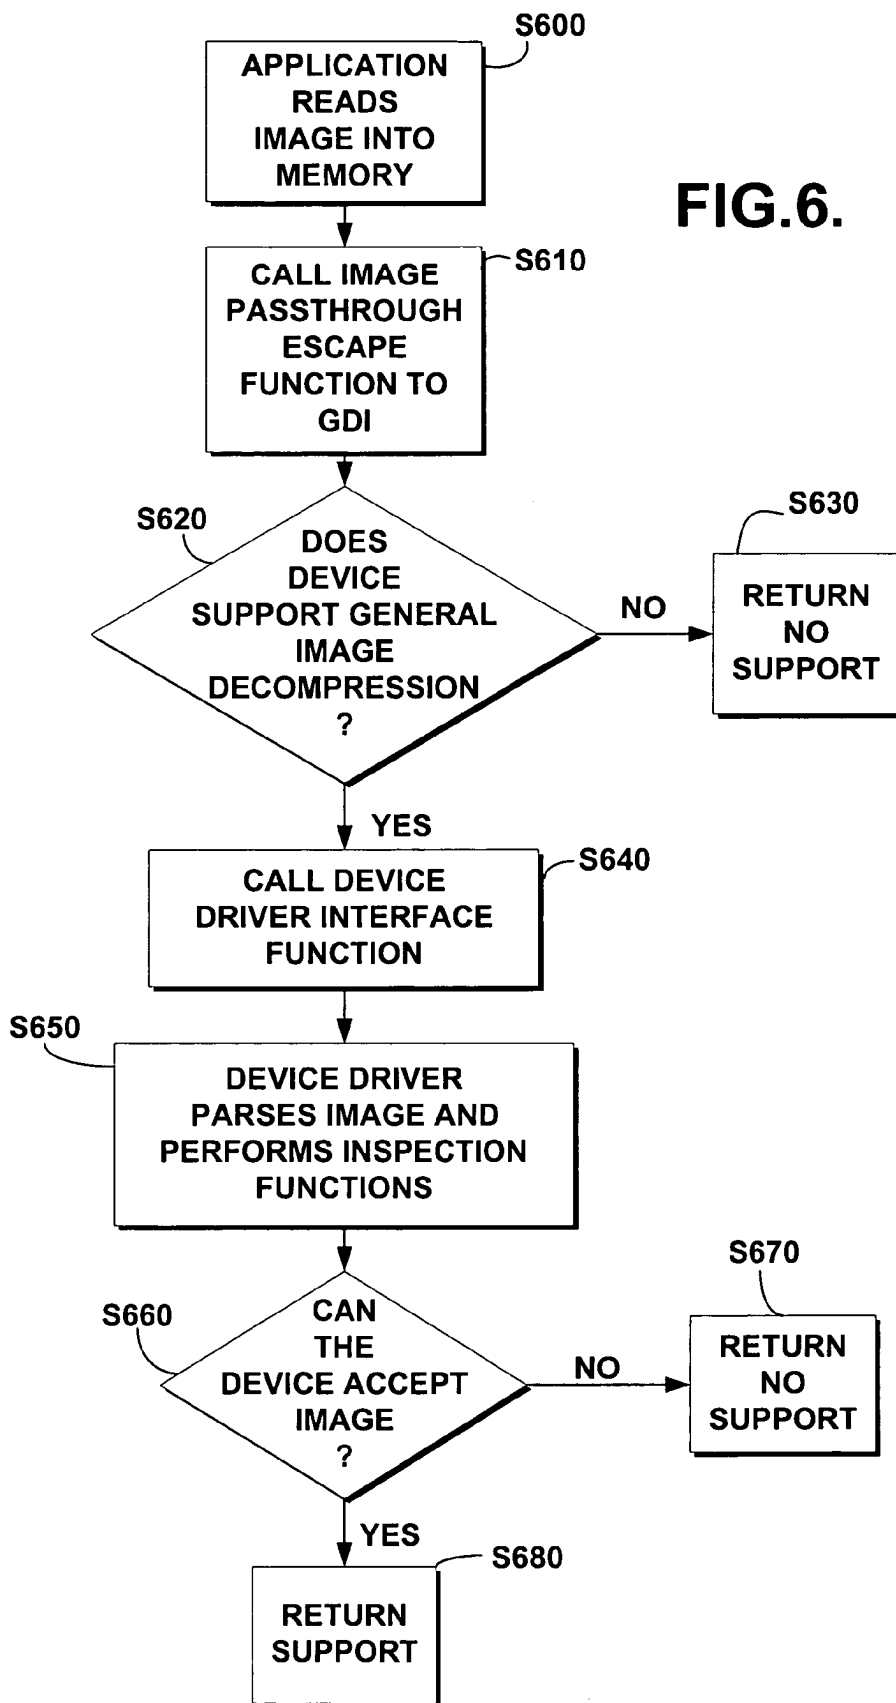 S600
APPLICATION
READS
IMAGE INTO
MEMORY
FIG.6.
S610
CALL IMAGE
PASSTHROUGH
ESCAPE
FUNCTION TO
GDI
S620
DOES
DEVICE
SUPPORT GENERAL
IMAGE
DECOMPRESSION
?
NO
S630
RETURN
NO
SUPPORT
YES
S640
CALL DEVICE
DRIVER INTERFACE
FUNCTION
S650
DEVICE DRIVER
PARSES IMAGE AND
PERFORMS INSPECTION
FUNCTIONS
S660
CAN
THE
DEVICE ACCEPT
IMAGE
?
NO
S670
RETURN
NO
SUPPORT
YES
S680
RETURN
SUPPORT